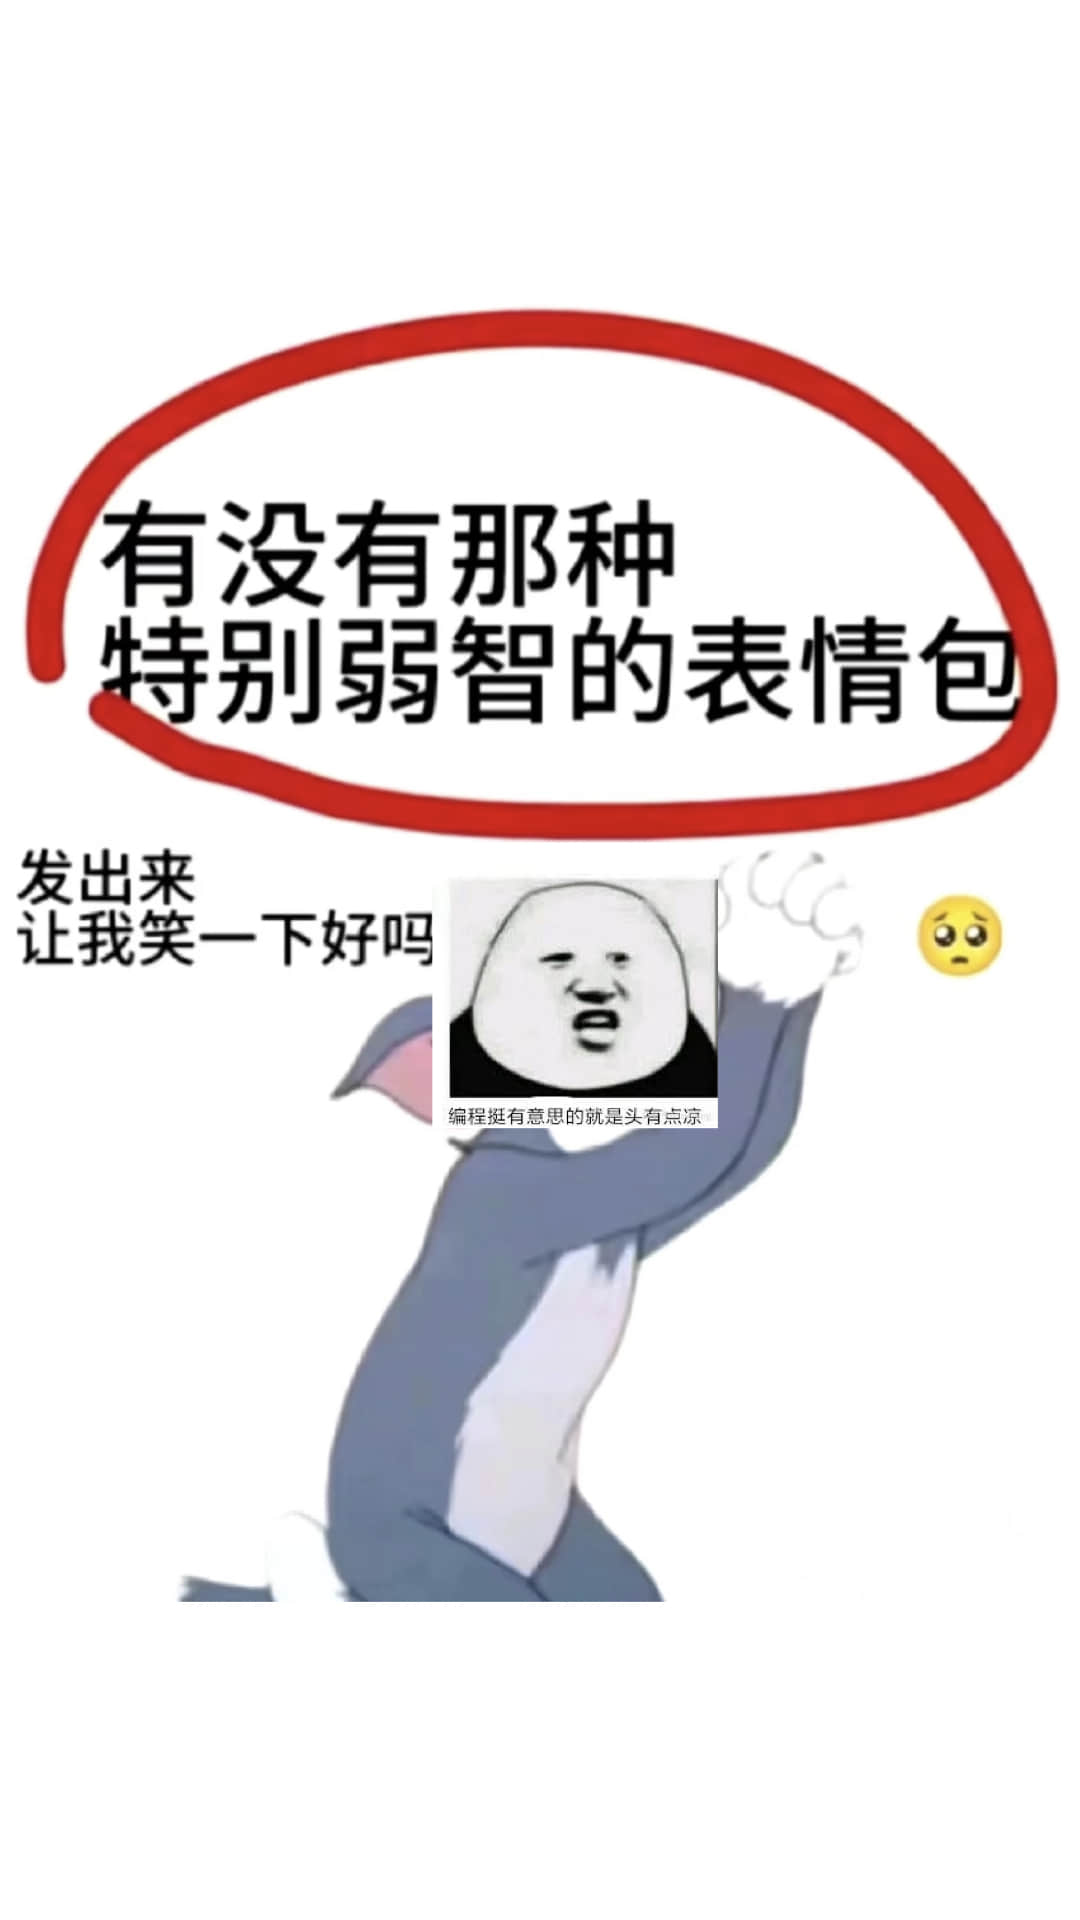 有没有那种
特别弱智的表情包
发出来
让我笑一下好吗
编程挺有意思的就是头有点凉